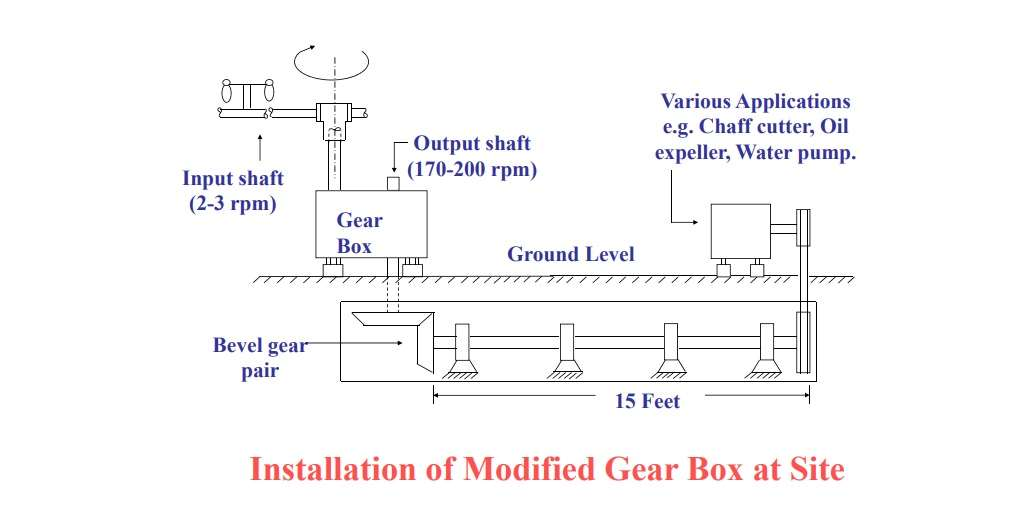 Various Applications
e.g. Chaff cutter, Oil
expeller, Water pump.
Output shaft
(170-200 rpm)
Input shaft
(2-3 rpm)
Gear
Box
Ground Level
Bevel gear
pair
15 Feet
Installation of Modified Gear Box at Site